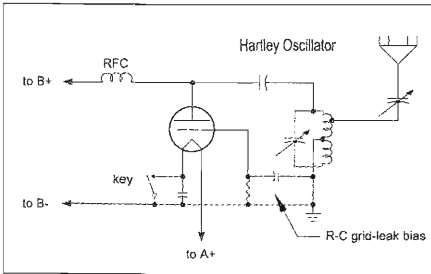 Hartley Oscillator
RFC
to B+
key
to B-
R-C grid-leak bias
to A+